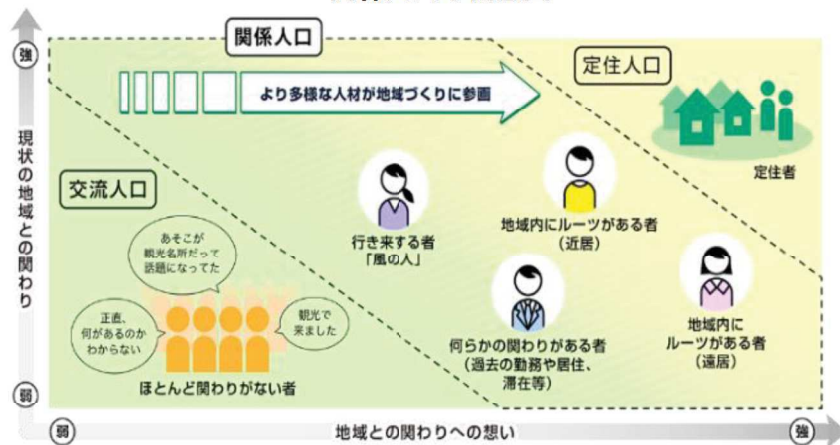 関係人口
強
定住人口
より多様な人材が地域づくりに参画
現状の地域との関わり
定住者
交流人口
行き来する者
「風の人」
地域内にルーツがある者
(近居)
あそこが
観光名所だって
話題になってた
正直、
何があるのか
わからない
観光で
来ました
ほとんど関わりがない者
何らかの関わりがある者
(過去の勤務や居住、
滞在等)
地域内に
ルーツがある者
(遠居)
弱
弱
地域との関わりへの想い
強